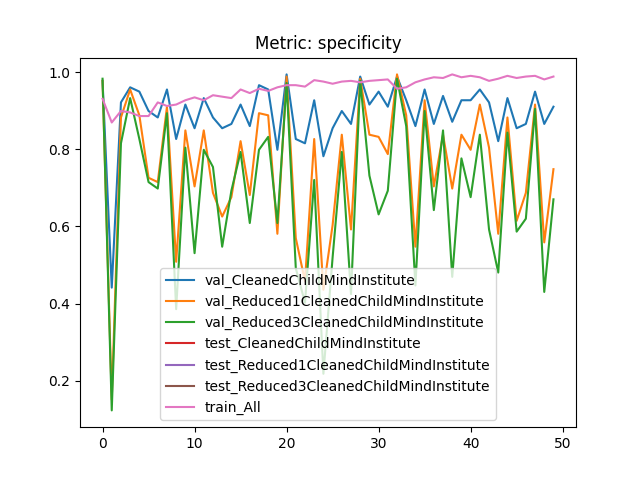 Metric: specificity
1.0
0.8
0.6
0.4
0.2
val_CleanedChildMindInstitute
val_Reduced1CleanedChildMindInstitute
val_Reduced3CleanedChildMindInstitute
test_CleanedChildMindInstitute
test_Reduced1CleanedChildMindInstitute
test_Reduced3CleanedChildMindInstitute
train_All
0 10 20 30 40 50